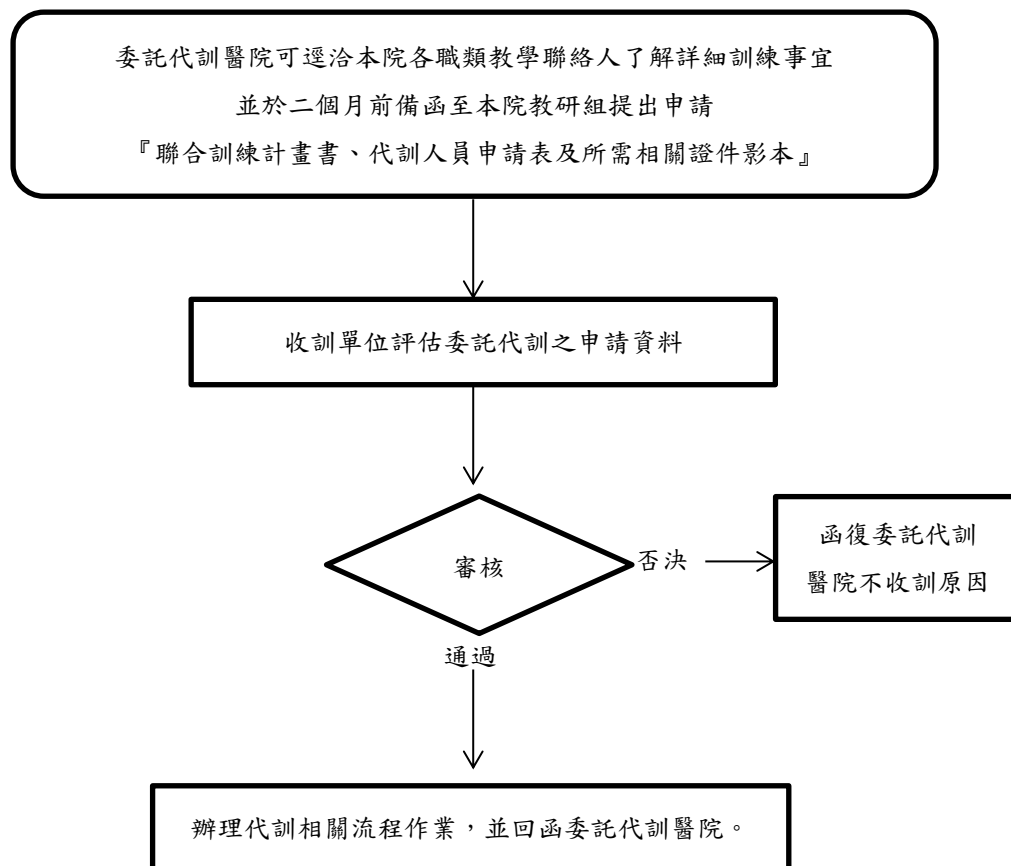 委託代訓醫院可逕洽本院各職類教學聯絡人了解詳細訓練事宜
並於二個月前備函至本院教研組提出申請
『聯合訓練計畫書、代訓人員申請表及所需相關證件影本』
收訓單位評估委託代訓之申請資料
審核
否決
函復委託代訓
醫院不收訓原因
通過
辦理代訓相關流程作業，並回函委託代訓醫院。